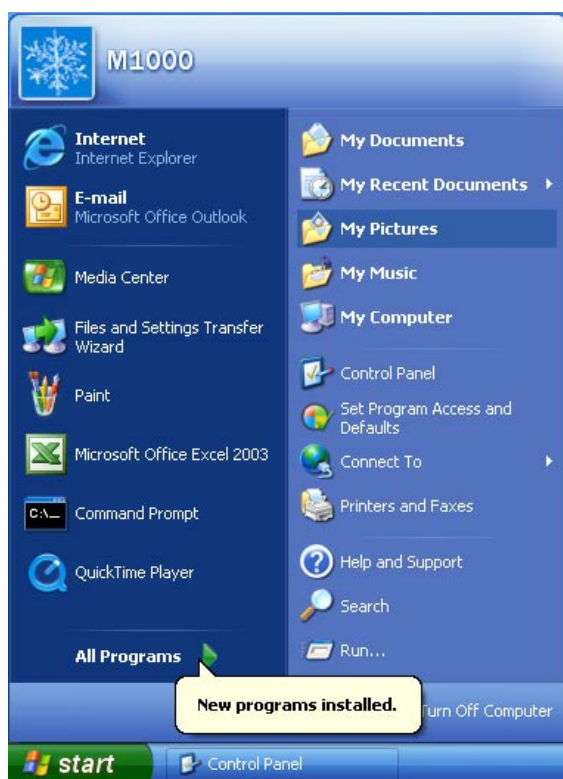 M1000
Internet
Internet Explorer
E-mail
Microsoft Office Outlook
Media Center
Files and Settings Transfer
Wizard
Paint
Microsoft Office Excel 2003
C:\_
Command Prompt
QuickTime Player
All Programs
My Documents
My Recent Documents
My Pictures
My Music
My Computer
Control Panel
Set Program Access and
Defaults
Connect To
Printers and Faxes
Help and Support
Search
Run...
New programs installed.
Turn Off Computer
start
Control Panel